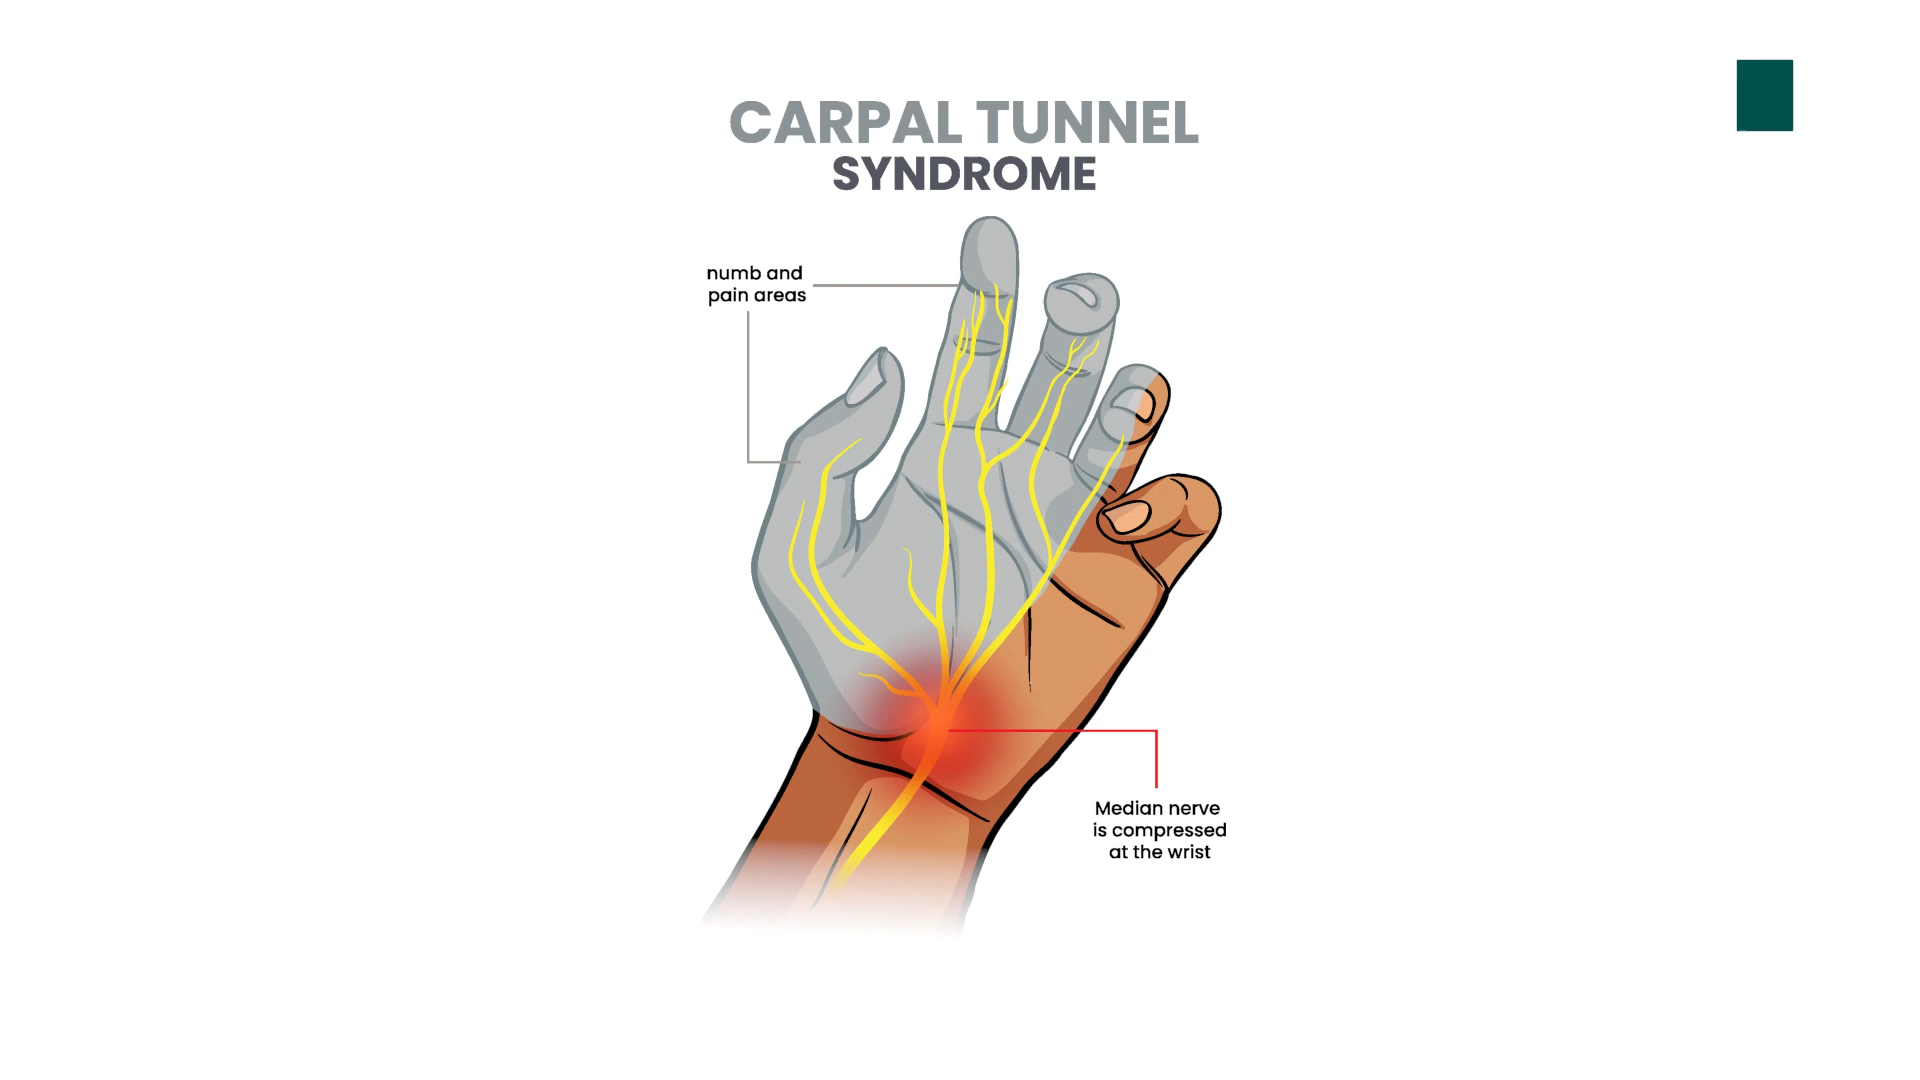 CARPAL TUNNEL
SYNDROME
numb and
pain areas
Median nerve
is compressed
at the wrist